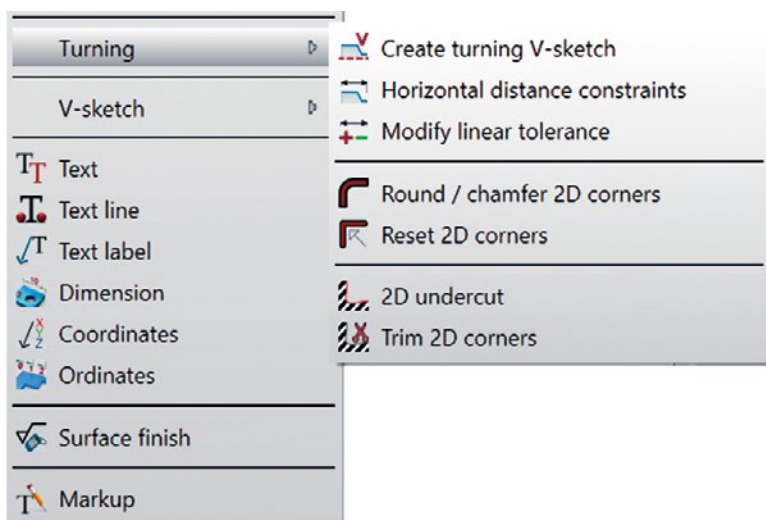 Turning
V-sketch
Text
Text line
Text label
Dimension
Coordinates
Ordinates
Surface finish
Markup
Create turning V-sketch
Horizontal distance constraints
Modify linear tolerance
Round / chamfer 2D corners
Reset 2D corners
2D undercut
Trim 2D corners